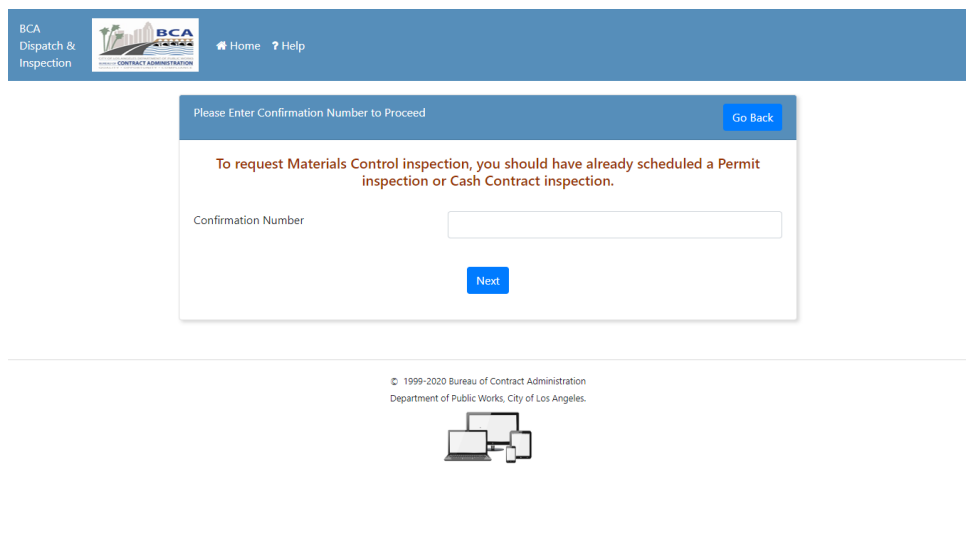 BCA
Dispatch &
Inspection
BCA
CONTRACT ADMINISTRATION
Home
? Help
Please Enter Confirmation Number to Proceed
Go Back
To request Materials Control inspection, you should have already scheduled a Permit
inspection or Cash Contract inspection.
Confirmation Number
Next
© 1999-2020 Bureau of Contract Administration
Department of Public Works, City of Los Angeles.